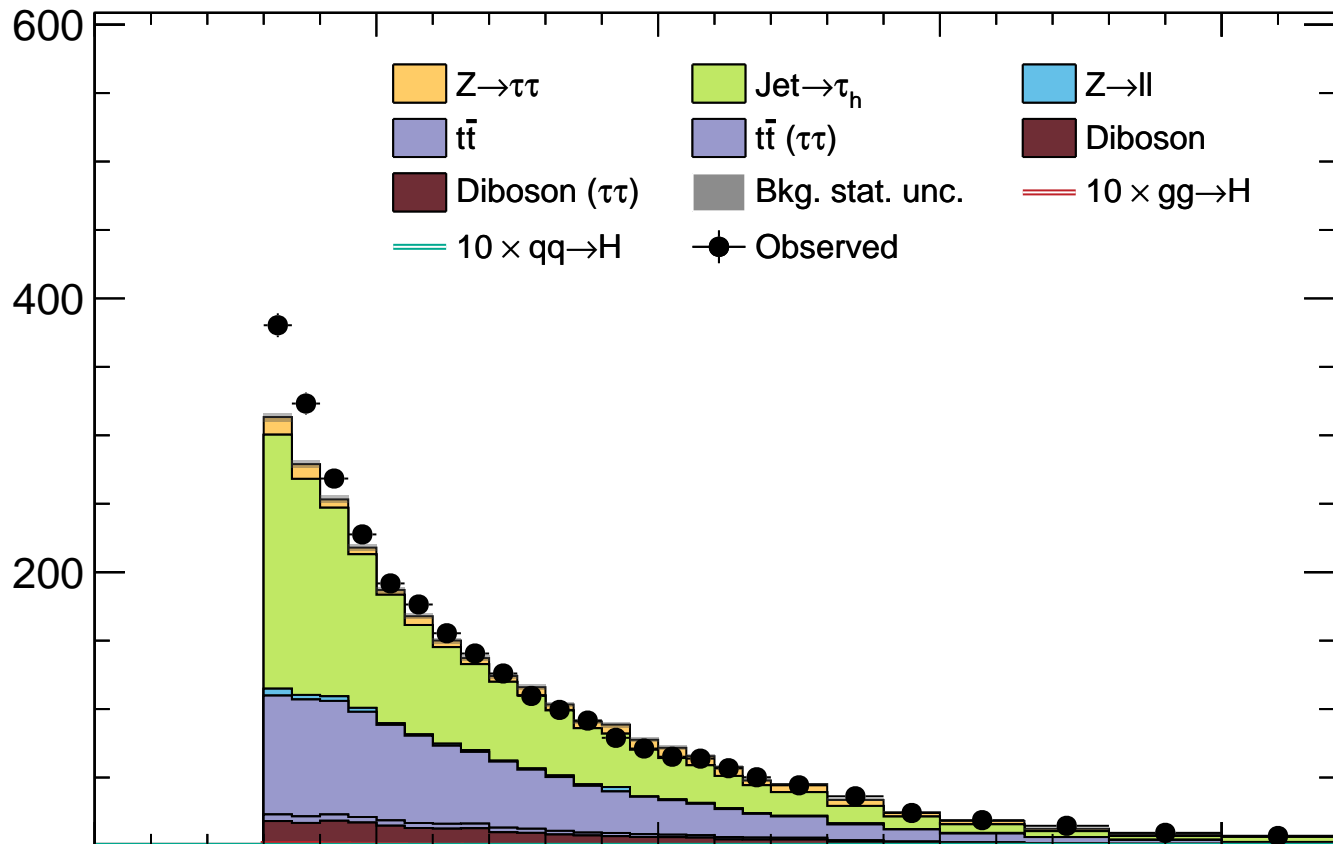 600
Z→ττ Jet→τh Z→ll
tt̄ tt̄ (ττ) Diboson
Diboson (ττ) Bkg. stat. unc. 10 × gg→H
10 × qq→H Observed
400
200